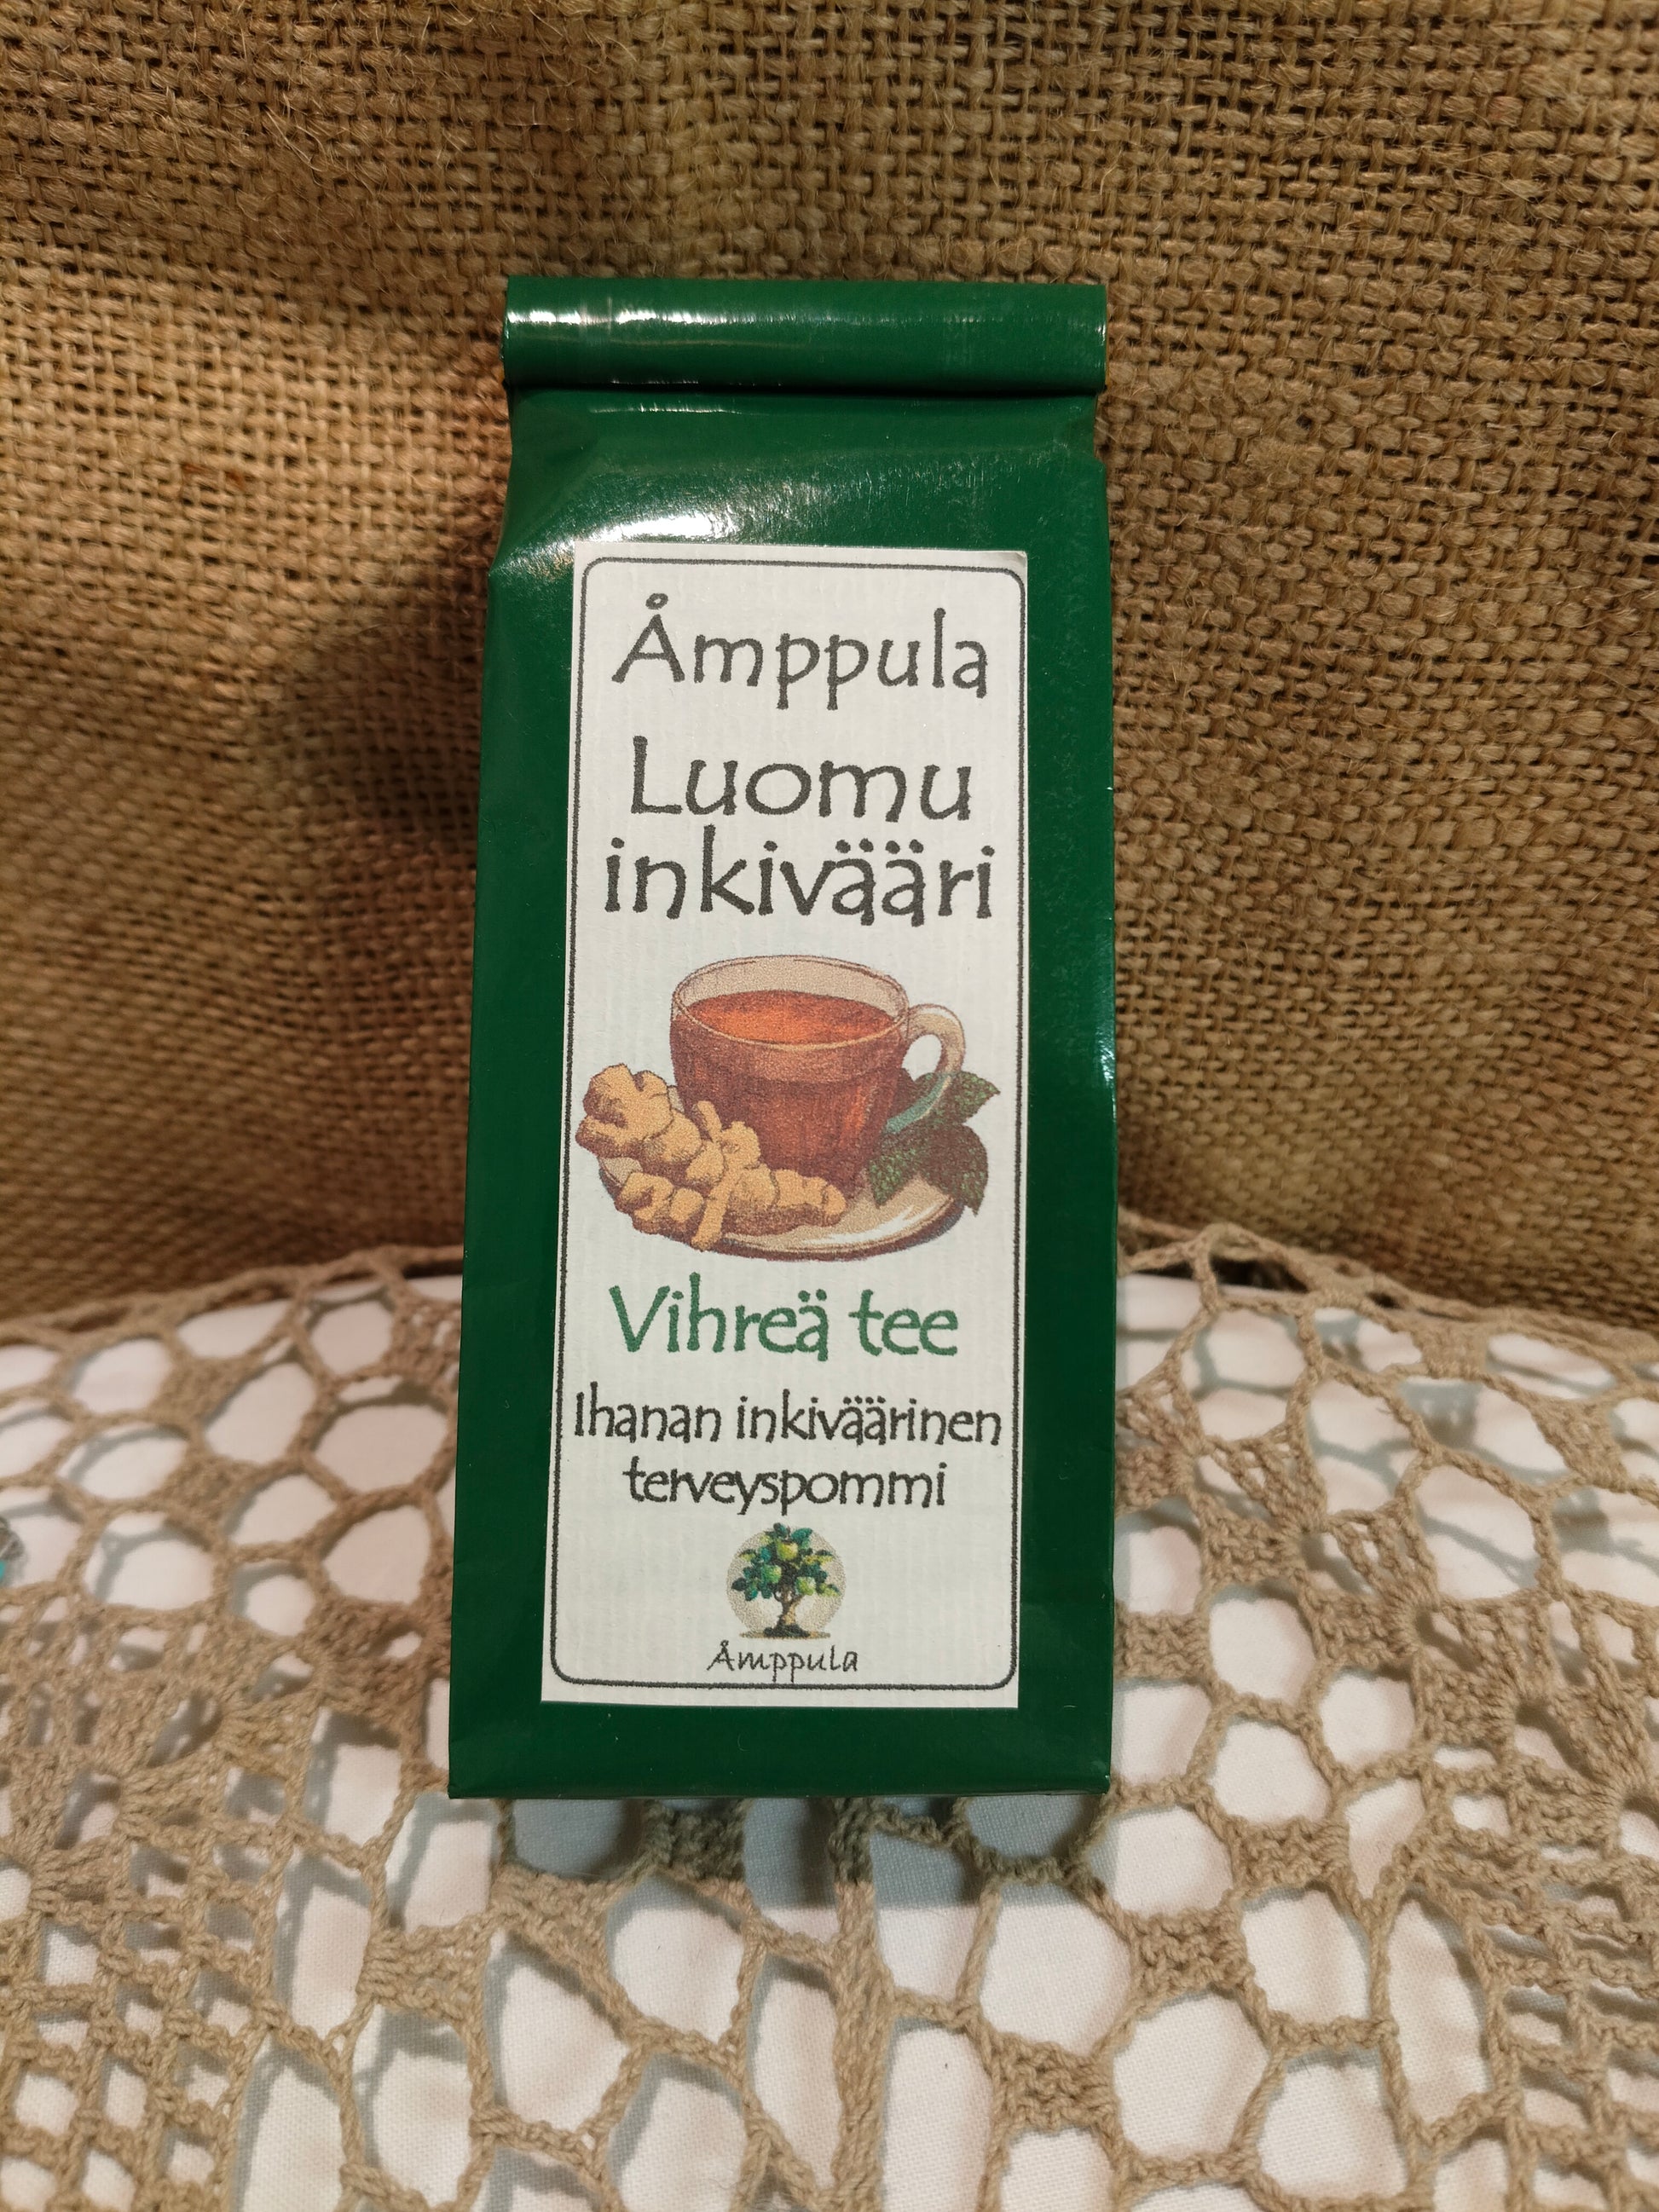 Åmppula
Luomu
inkivääri
Vihreä tee
Ihanan inkiväärinen
terveyspommi
Åmppula